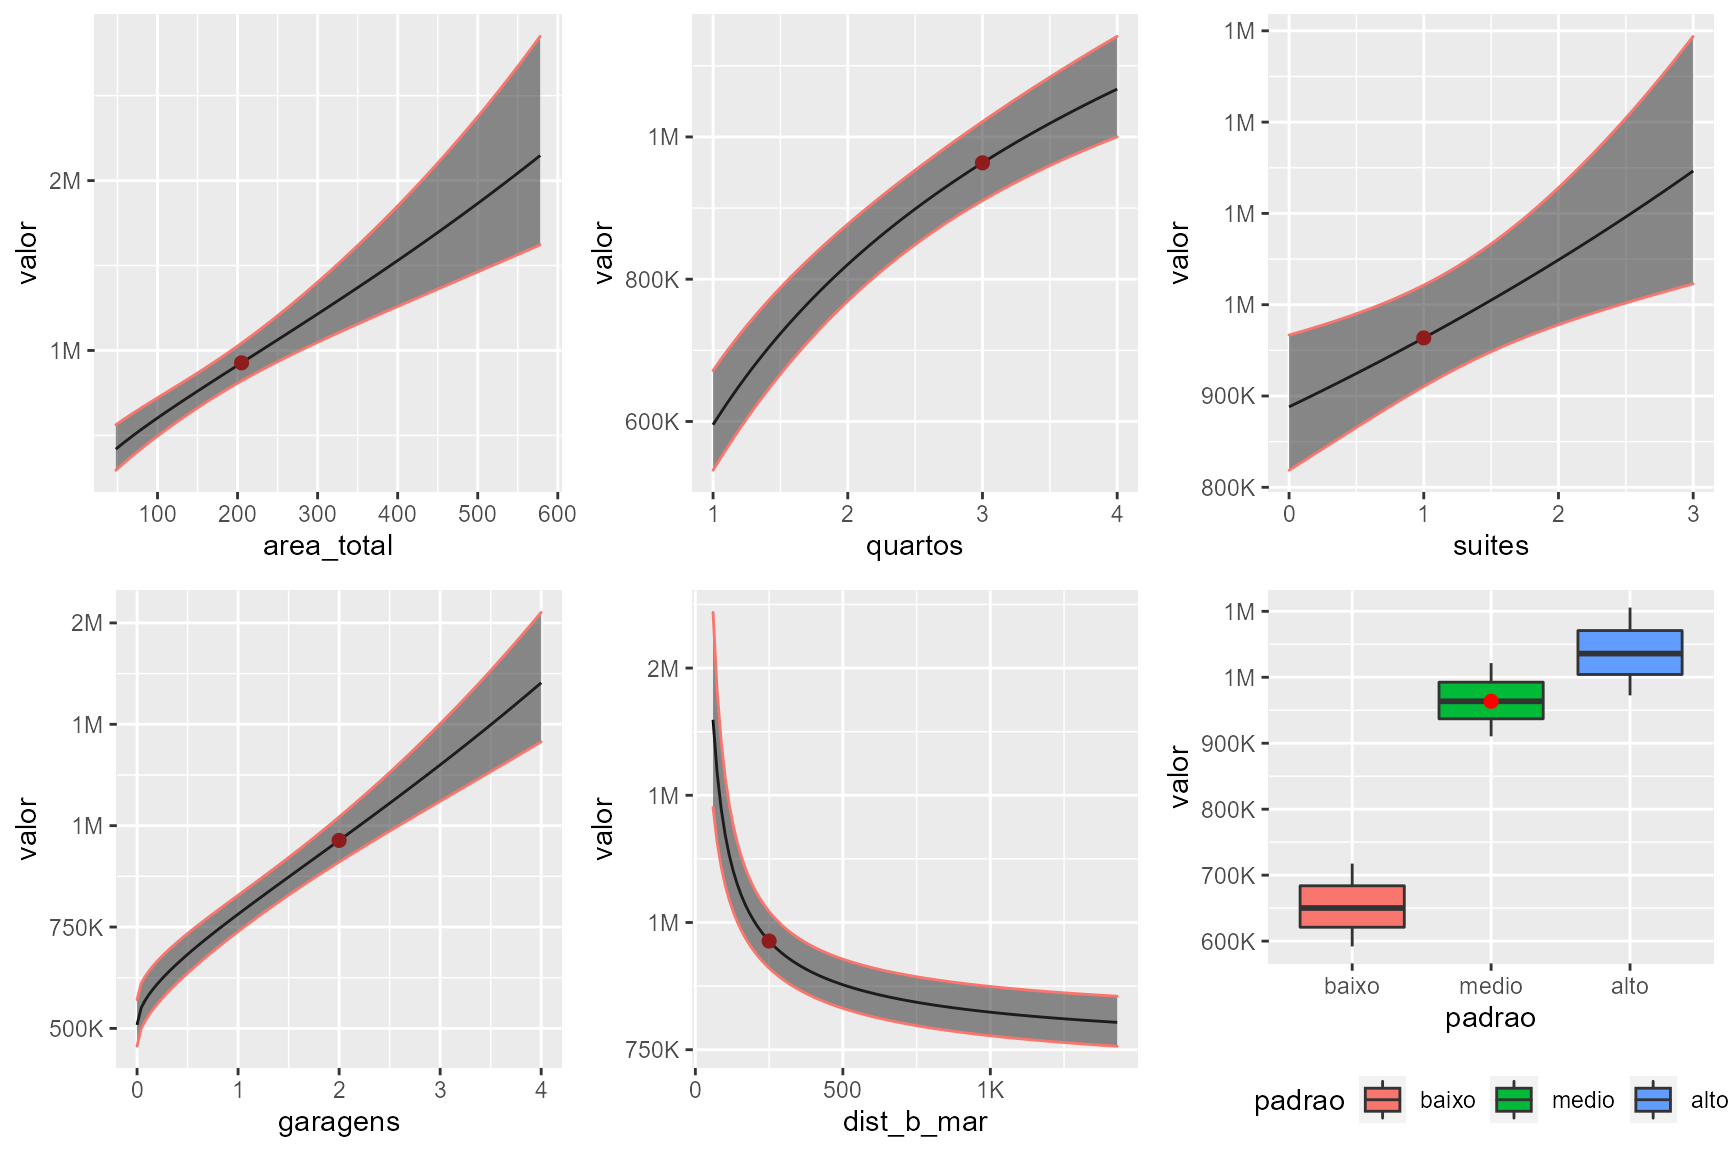 valor
2M
1M
100 200 300 400 500 600
area_total
valor
1M
800K
600K
1 2 3 4
quartos
valor
1M
1M
1M
1M
900K
800K
0 1 2 3
suites
valor
2M
1M
1M
750K
500K
0 1 2 3 4
garagens
valor
2M
1M
1M
750K
0 500 1K
dist_b_mar
valor
1M
1M
900K
800K
700K
600K
baixo medio alto
padrao
padrao baixo medio alto